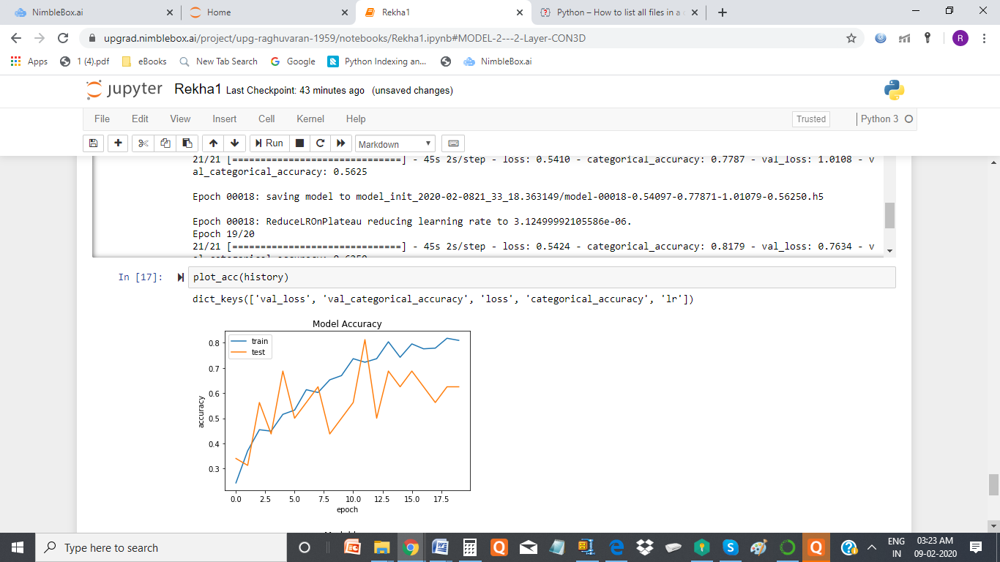 NimbleBox.ai
Home
Rekha1
Python – How to list all files in a
upgrad.nimblebox.ai/project/upg-raghuvaran-1959/notebooks/Rekha1.ipynb#MODEL-2---2-Layer-CON3D
R
Apps
1 (4).pdf
eBooks
New Tab Search
Google
Python Indexing an...
NimbleBox.ai
jupyter Rekha1 Last Checkpoint: 43 minutes ago (unsaved changes)
File Edit View Insert Cell Kernel Help
Trusted
Python 3
Run
Markdown
21/21 [==============================] - 45s 2s/step - loss: 0.5410 - categorical_accuracy: 0.7787 - val_loss: 1.0108 - v
al_categorical_accuracy: 0.5625
Epoch 00018: saving model to model_init_2020-02-0821_33_18.363149/model-00018-0.54097-0.77871-1.01079-0.56250.h5
Epoch 00018: ReduceLROnPlateau reducing learning rate to 3.12499992105586e-06.
Epoch 19/20
21/21 [==============================] - 45s 2s/step - loss: 0.5424 - categorical_accuracy: 0.8179 - val_loss: 0.7634 - v
In [17]:
plot_acc(history)
dict_keys(['val_loss', 'val_categorical_accuracy', 'loss', 'categorical_accuracy', 'lr'])
Model Accuracy
train
test
0.8
0.7
0.6
0.5
0.4
0.3
accuracy
0.0 2.5 5.0 7.5 10.0 12.5 15.0 17.5
epoch
Type here to search
ENG
IN
03:23 AM
09-02-2020